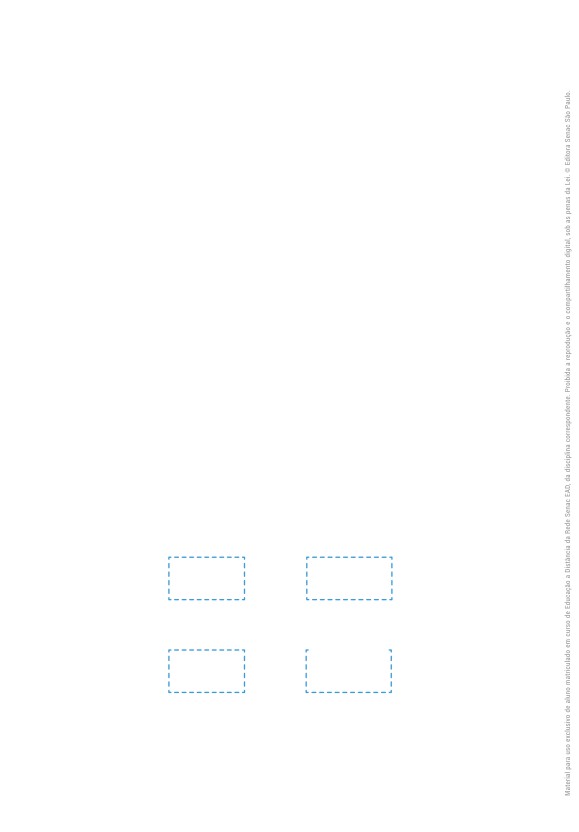 Material para uso exclusivo de aluno matriculado em curso de Educação a Distância da Rede Senac EAD, da disciplina correspondente. Proibida a reprodução e o compartilhamento digital, sob as penas da Lei. © Editora Senac São Paulo.